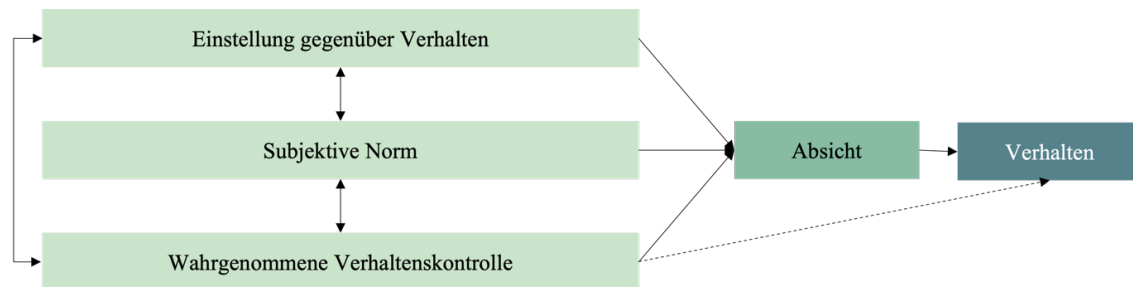 Einstellung gegenüber Verhalten
Subjektive Norm
Absicht
Verhalten
Wahrgenommene Verhaltenskontrolle